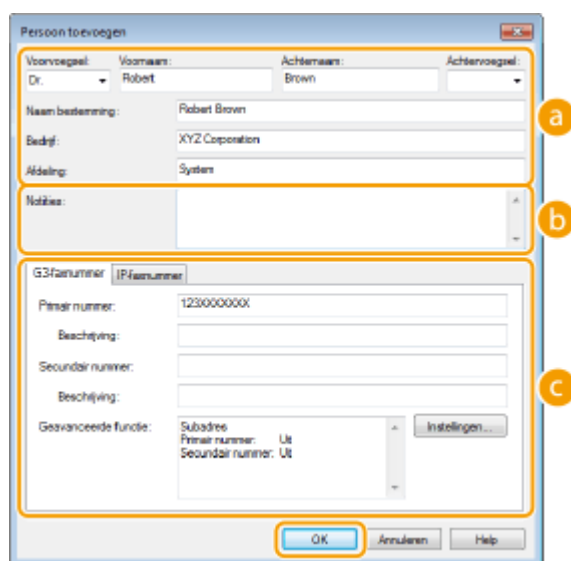 Persoon toevoegen
Voorvoegsel: Voornaam: Achternaam: Achtervoegsel:
Dr. Robert Brown
Naam bestemming: Robert Brown
a
Bedrijf: XYZ Corporation
Afdeling: System
Notities:
b
G3-faxnummer IP-faxnummer
Primair nummer: 123XXXXXXX
Beschrijving:
Secundair nummer:
c
Beschrijving:
Geavanceerde functie: Subadres Instellingen...
Primair nummer: Uit
Secundair nummer: Uit
OK Annuleren Help